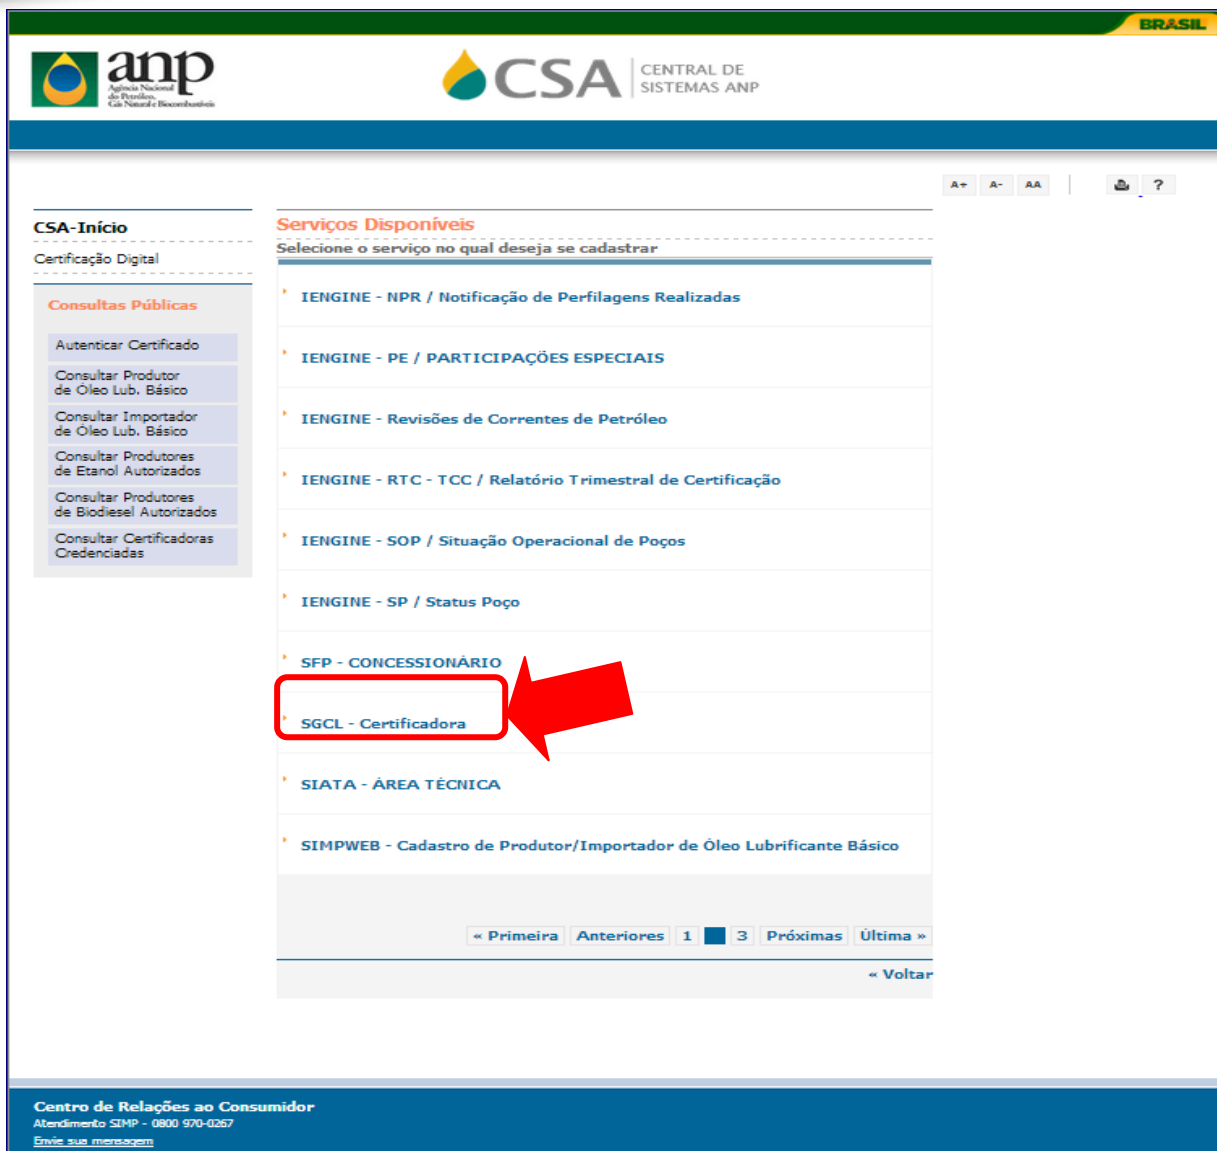 BRASIL
anp
Agência Nacional
do Petróleo,
Gás Natural e Biocombustíveis
CSA
CENTRAL DE
SISTEMAS ANP
A+ A- AA ?
CSA-Início
Certificação Digital
Consultas Públicas
Autenticar Certificado
Consultar Produtor
de Óleo Lub. Básico
Consultar Importador
de Óleo Lub. Básico
Consultar Produtores
de Etanol Autorizados
Consultar Produtores
de Biodiesel Autorizados
Consultar Certificadoras
Credenciadas
Serviços Disponíveis
Selecione o serviço no qual deseja se cadastrar
IENGINE - NPR / Notificação de Perfilagens Realizadas
IENGINE - PE / PARTICIPAÇÕES ESPECIAIS
IENGINE - Revisões de Correntes de Petróleo
IENGINE - RTC - TCC / Relatório Trimestral de Certificação
IENGINE - SOP / Situação Operacional de Poços
IENGINE - SP / Status Poço
SFP - CONCESSIONÁRIO
SGCL - Certificadora
SIATA - ÁREA TÉCNICA
SIMPWEB - Cadastro de Produtor/Importador de Óleo Lubrificante Básico
« Primeira Anteriores 1 3 Próximas Última »
« Voltar
Centro de Relações ao Consumidor
Atendimento SIMP - 0800 970-0267
Envie sua mensagem